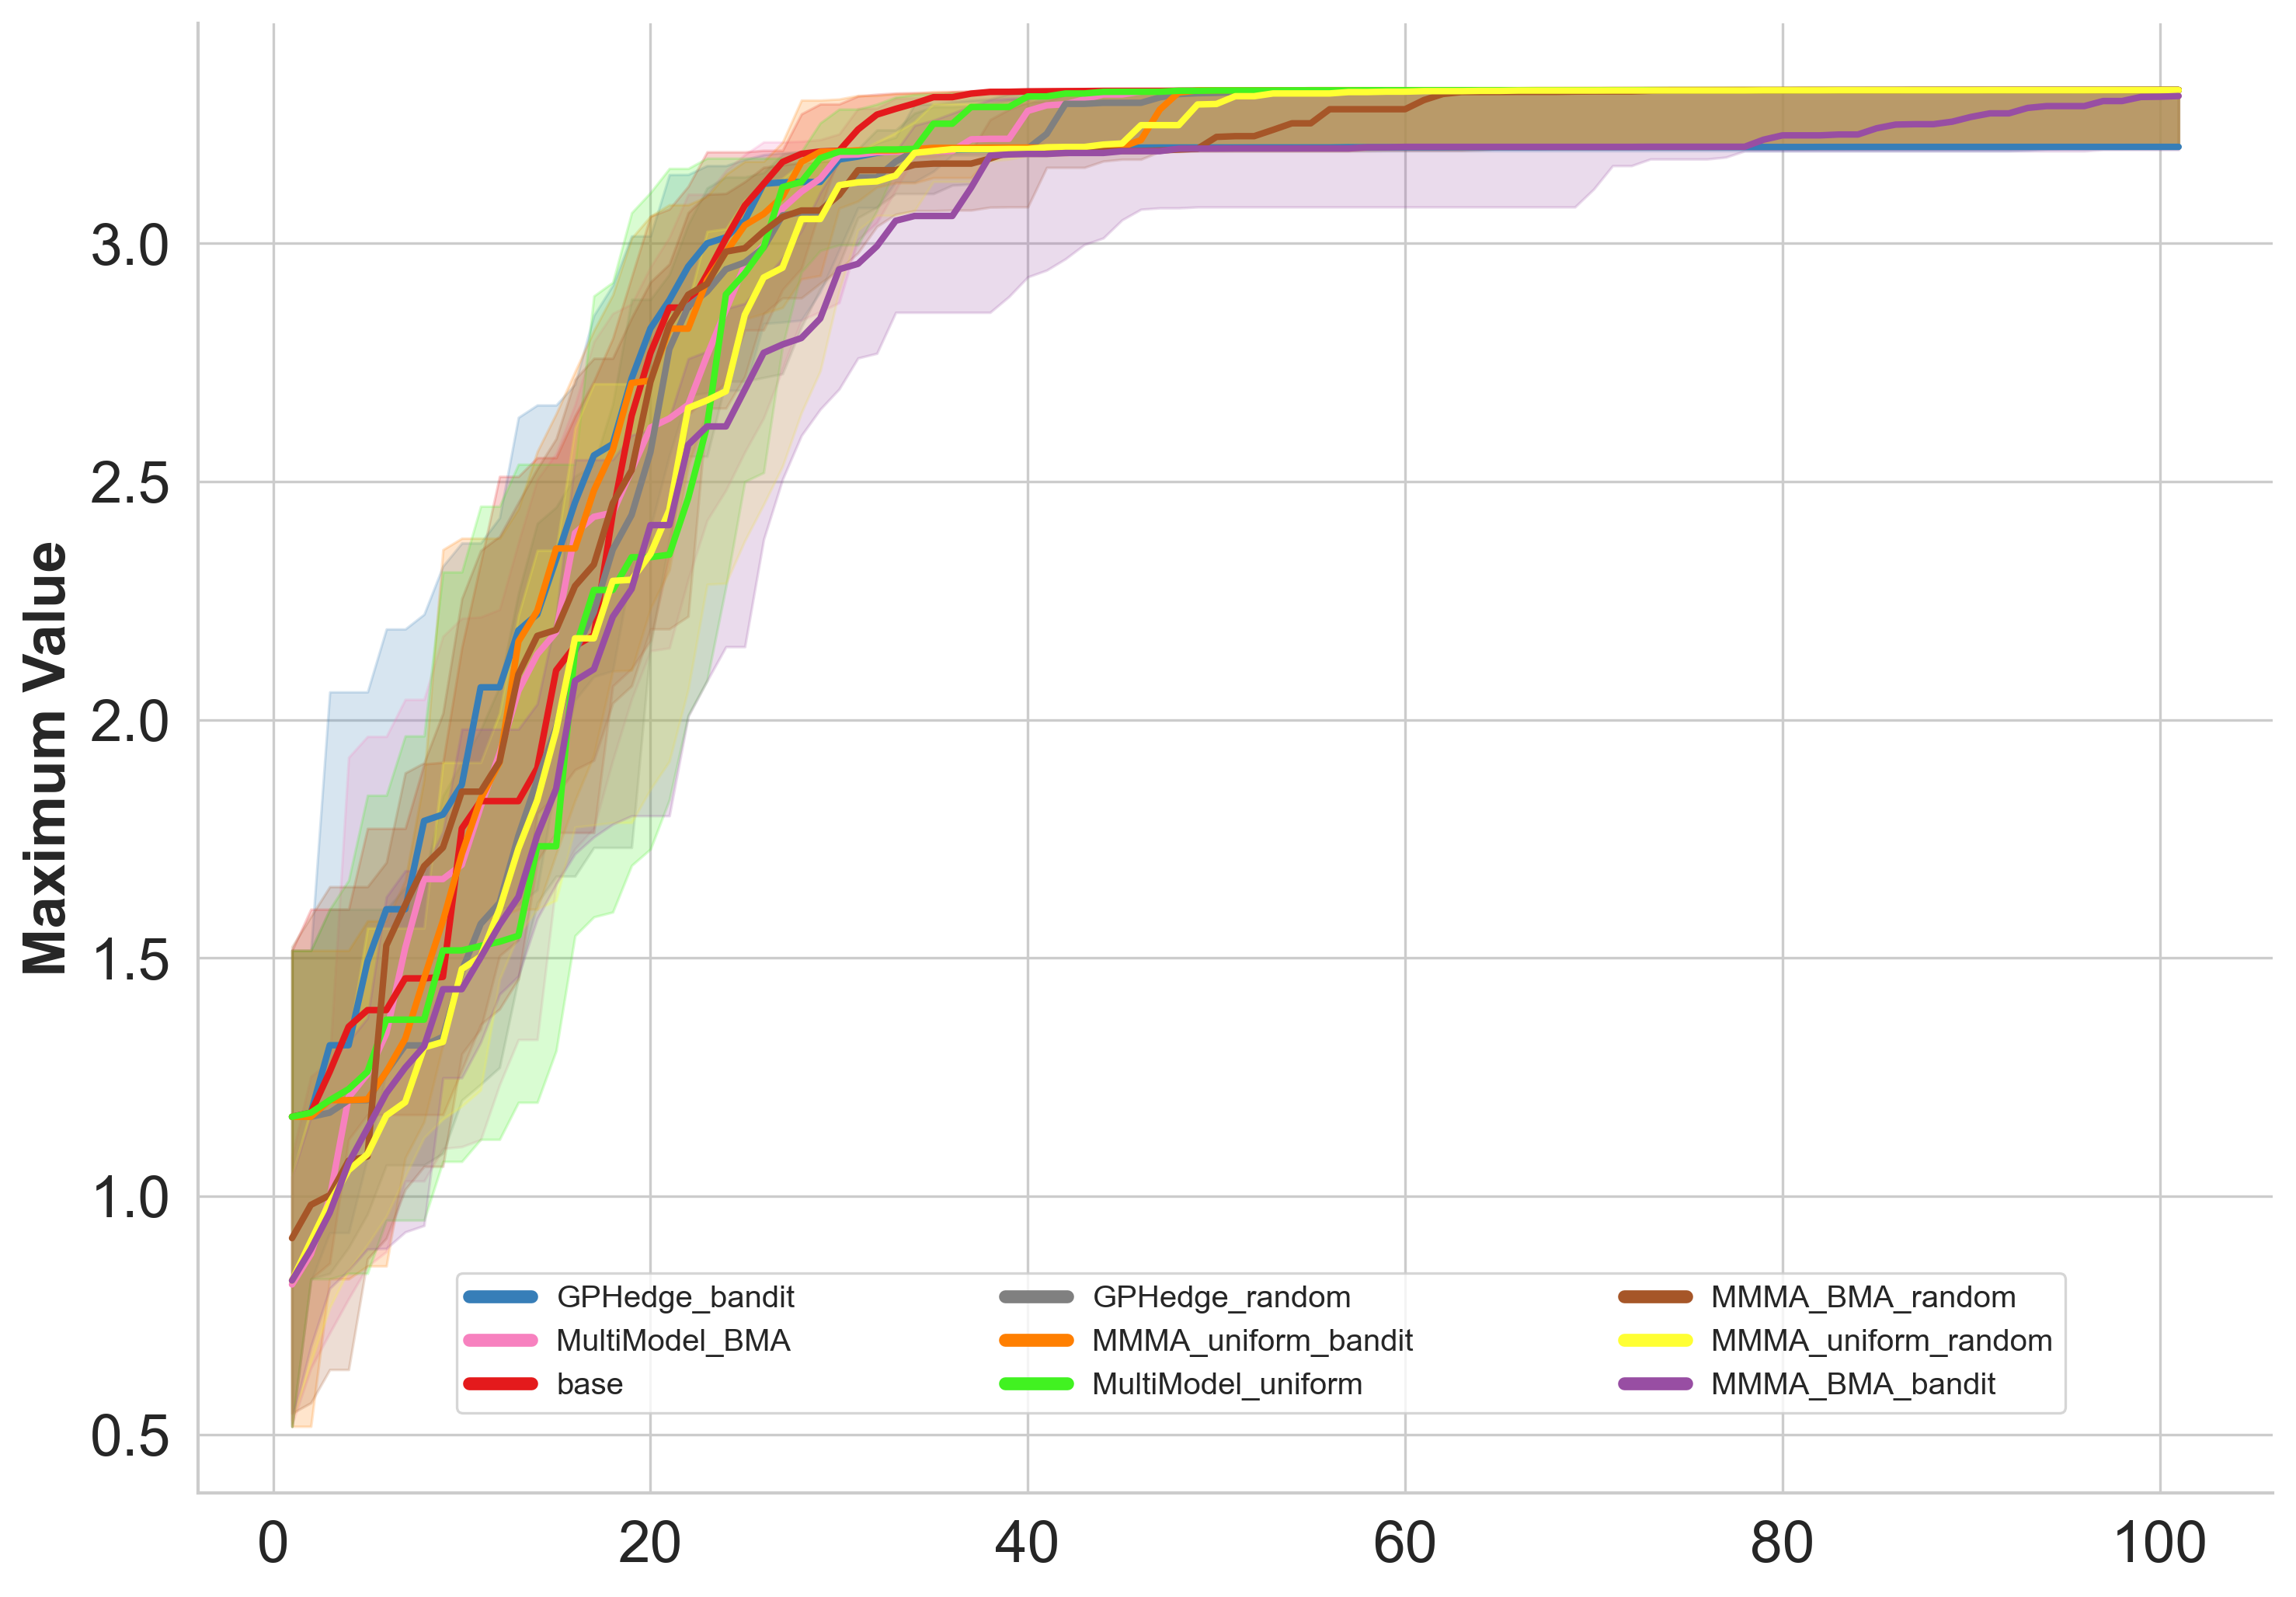 Maximum Value
3.0
2.5
2.0
1.5
1.0
0.5
GPHedge_bandit GPHedge_random MMMA_BMA_random
MultiModel_BMA MMMA_uniform_bandit MMMA_uniform_random
base MultiModel_uniform MMMA_BMA_bandit
0 20 40 60 80 100